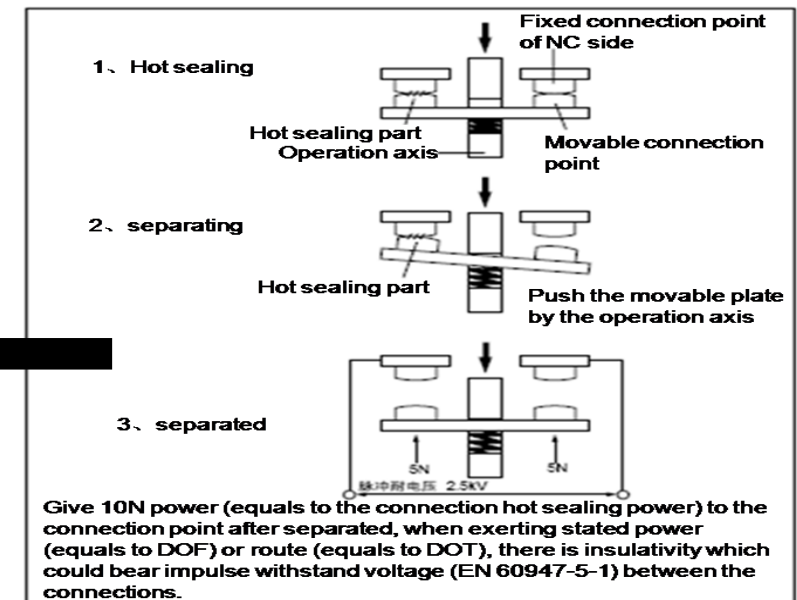 Fixed connection point
of NC side
1、Hot sealing
Hot sealing part
Operation axis
Movable connection
point
2、separating
Hot sealing part
Push the movable plate
by the operation axis
3、separated
5N
5N
脉冲耐电压 2.5kV
Give 10N power (equals to the connection hot sealing power) to the
connection point after separated, when exerting stated power
(equals to DOF) or route (equals to DOT), there is insulativity which
could bear impulse withstand voltage (EN 60947-5-1) between the
connections.